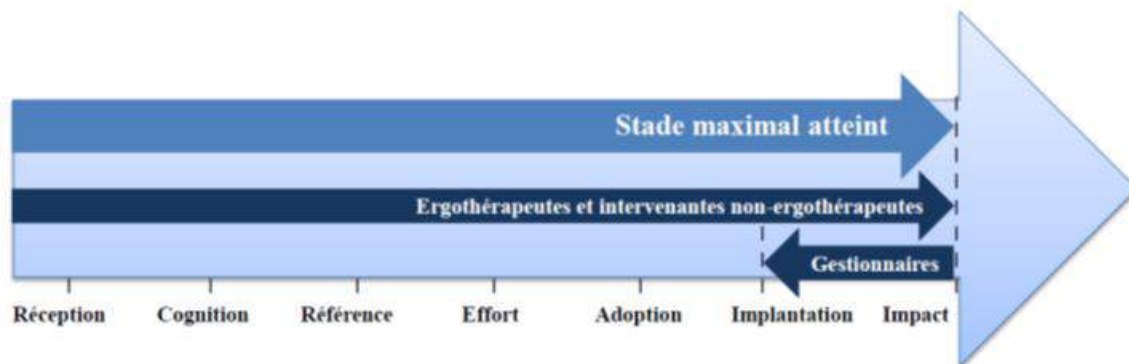 Stade maximal atteint
Ergothérapeutes et intervenantes non-ergothérapeutes
Gestionnaires
Réception Cognition Référence Effort Adoption Implantation Impact